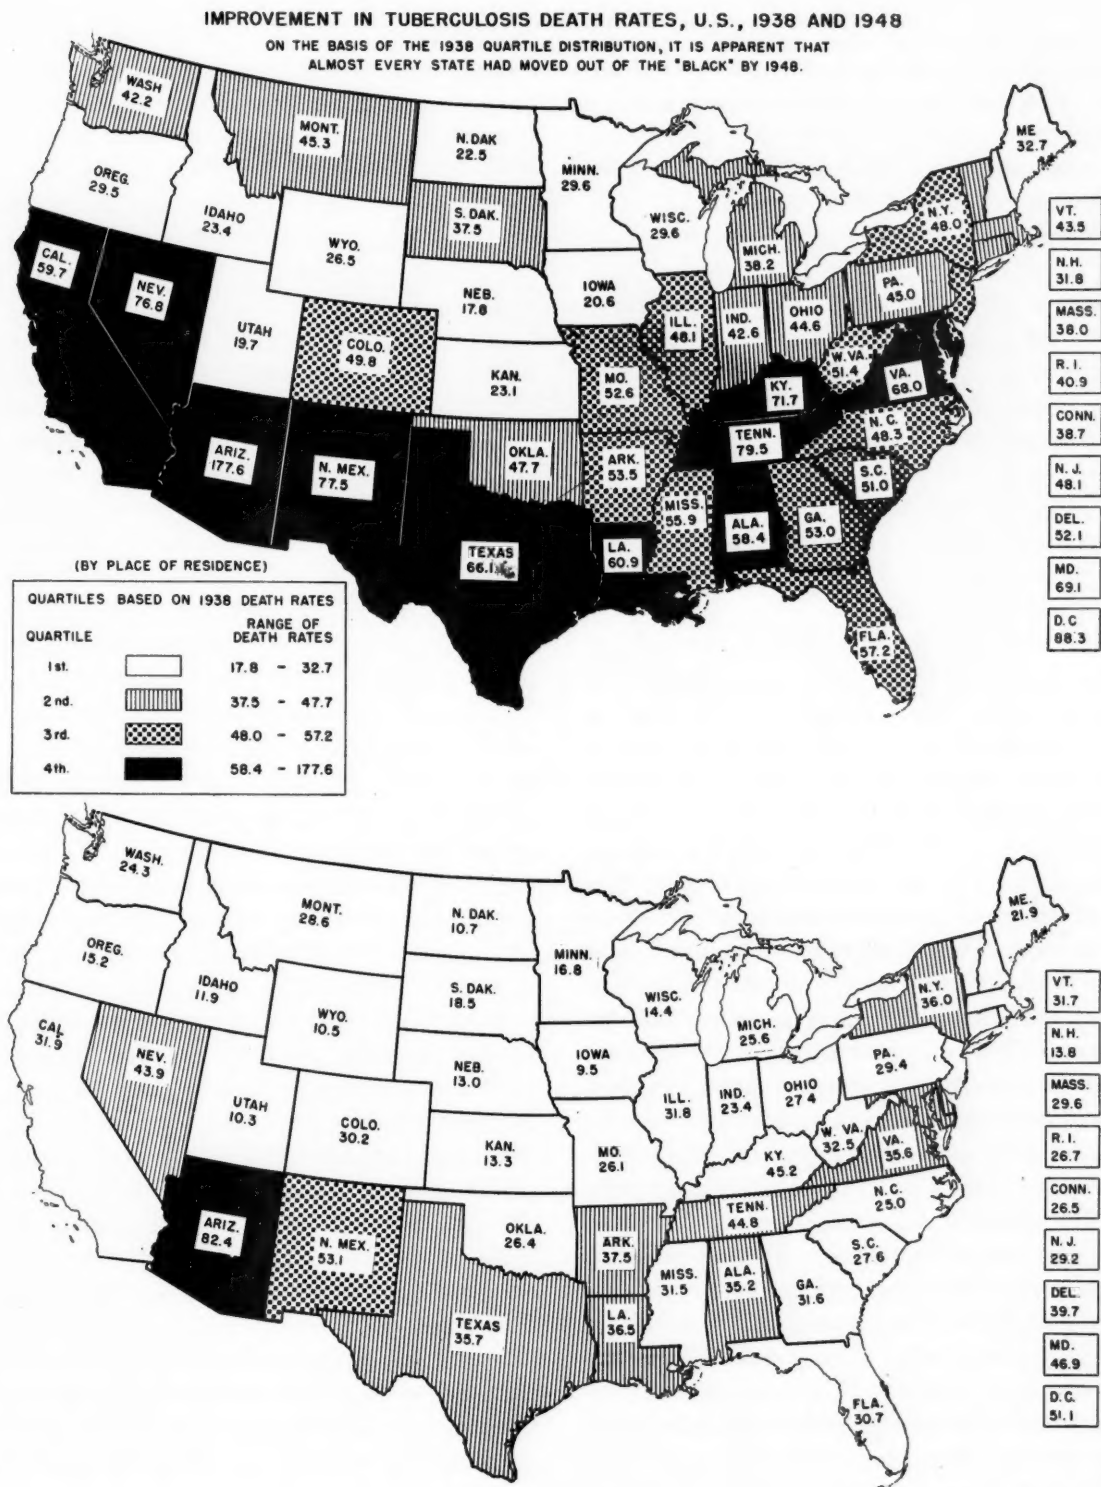 IMPROVEMENT IN TUBERCULOSIS DEATH RATES, U.S., 1938 AND 1948
ON THE BASIS OF THE 1938 QUARTILE DISTRIBUTION, IT IS APPARENT THAT
ALMOST EVERY STATE HAD MOVED OUT OF THE "BLACK" BY 1948.
WASH
42.2
MONT.
45.3
N. DAK
22.5
MINN.
29.6
ME.
32.7
OREG.
29.5
IDAHO
23.4
WYO.
26.5
S. DAK.
37.5
WISC.
29.6
MICH.
38.2
N.Y.
48.0
CAL.
59.7
NEV.
76.8
UTAH
19.7
COLO.
49.8
NEB.
17.8
KAN.
23.1
IOWA
20.6
MO.
52.6
ILL.
48.1
IND.
42.6
OHIO
44.6
PA.
45.0
W. VA.
51.4
VA.
68.0
KY.
71.7
ARIZ.
177.6
N. MEX.
77.5
OKLA.
47.7
ARK.
53.5
TENN.
79.5
N. C.
48.3
S.C.
51.0
TEXAS
66.1
LA.
60.9
MISS.
55.9
ALA.
58.4
GA.
53.0
FLA.
57.2
VT.
43.5
N.H.
31.8
MASS.
38.0
R. I.
40.9
CONN.
38.7
N. J.
48.1
DEL.
52.1
MD.
69.1
D. C
88.3
(BY PLACE OF RESIDENCE)
QUARTILES BASED ON 1938 DEATH RATES
QUARTILE
RANGE OF
DEATH RATES
1st. 17.8 - 32.7
2nd. 37.5 - 47.7
3rd. 48.0 - 57.2
4th. 58.4 - 177.6
WASH.
24.3
MONT.
28.6
N. DAK.
10.7
MINN.
16.8
ME.
21.9
OREG.
15.2
IDAHO
11.9
WYO.
10.5
S. DAK.
18.5
WISC.
14.4
MICH.
25.6
N.Y.
36.0
CAL
31.9
NEV.
43.9
UTAH
10.3
COLO.
30.2
NEB.
13.0
KAN.
13.3
IOWA
9.5
MO.
26.1
ILL.
31.8
IND.
23.4
OHIO
27.4
PA.
29.4
W. VA.
32.5
VA.
35.6
KY.
45.2
ARIZ.
82.4
N. MEX.
53.1
OKLA.
26.4
ARK.
37.5
TENN.
44.8
N.C.
25.0
S.C.
27.6
TEXAS
35.7
LA.
36.5
MISS.
31.5
ALA.
35.2
GA.
31.6
FLA.
30.7
VT.
31.7
N.H.
13.8
MASS.
29.6
R. I.
26.7
CONN.
26.5
N. J.
29.2
DEL.
39.7
MD.
46.9
D.C.
51.1